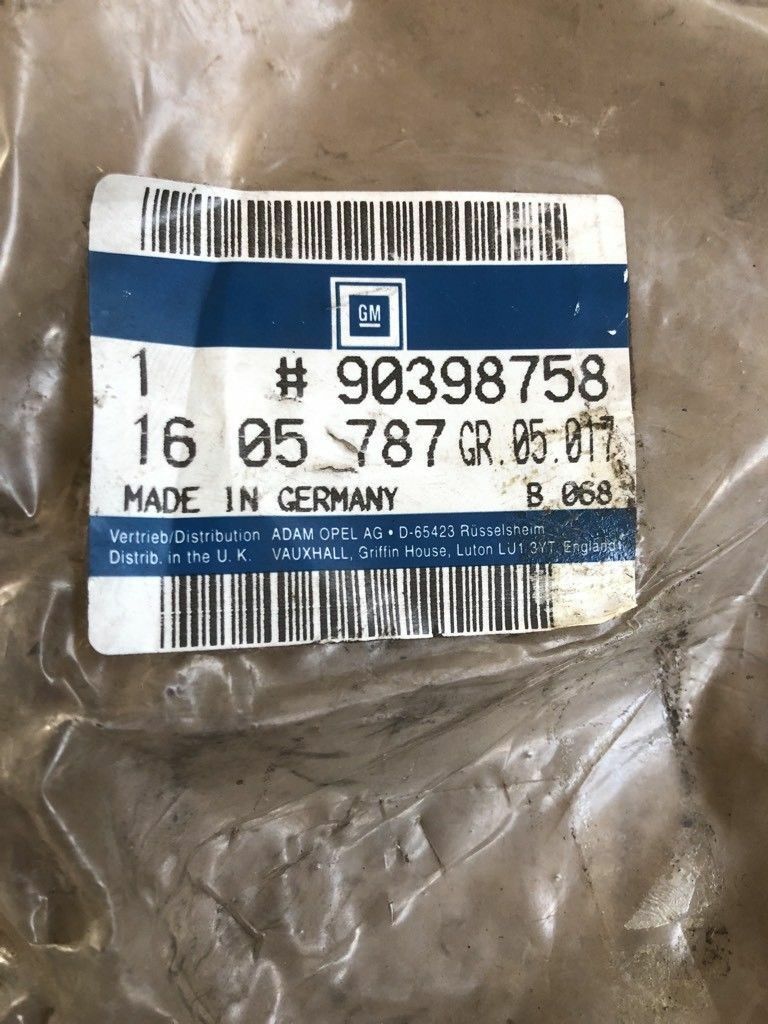 GM
1 # 90398758
16 05 787 GR. 05.017
MADE IN GERMANY B 068
Vertrieb/Distribution ADAM OPEL AG • D-65423 Rüsselsheim
Distrib. in the U. K. VAUXHALL, Griffin House, Luton LU1 3YT, England